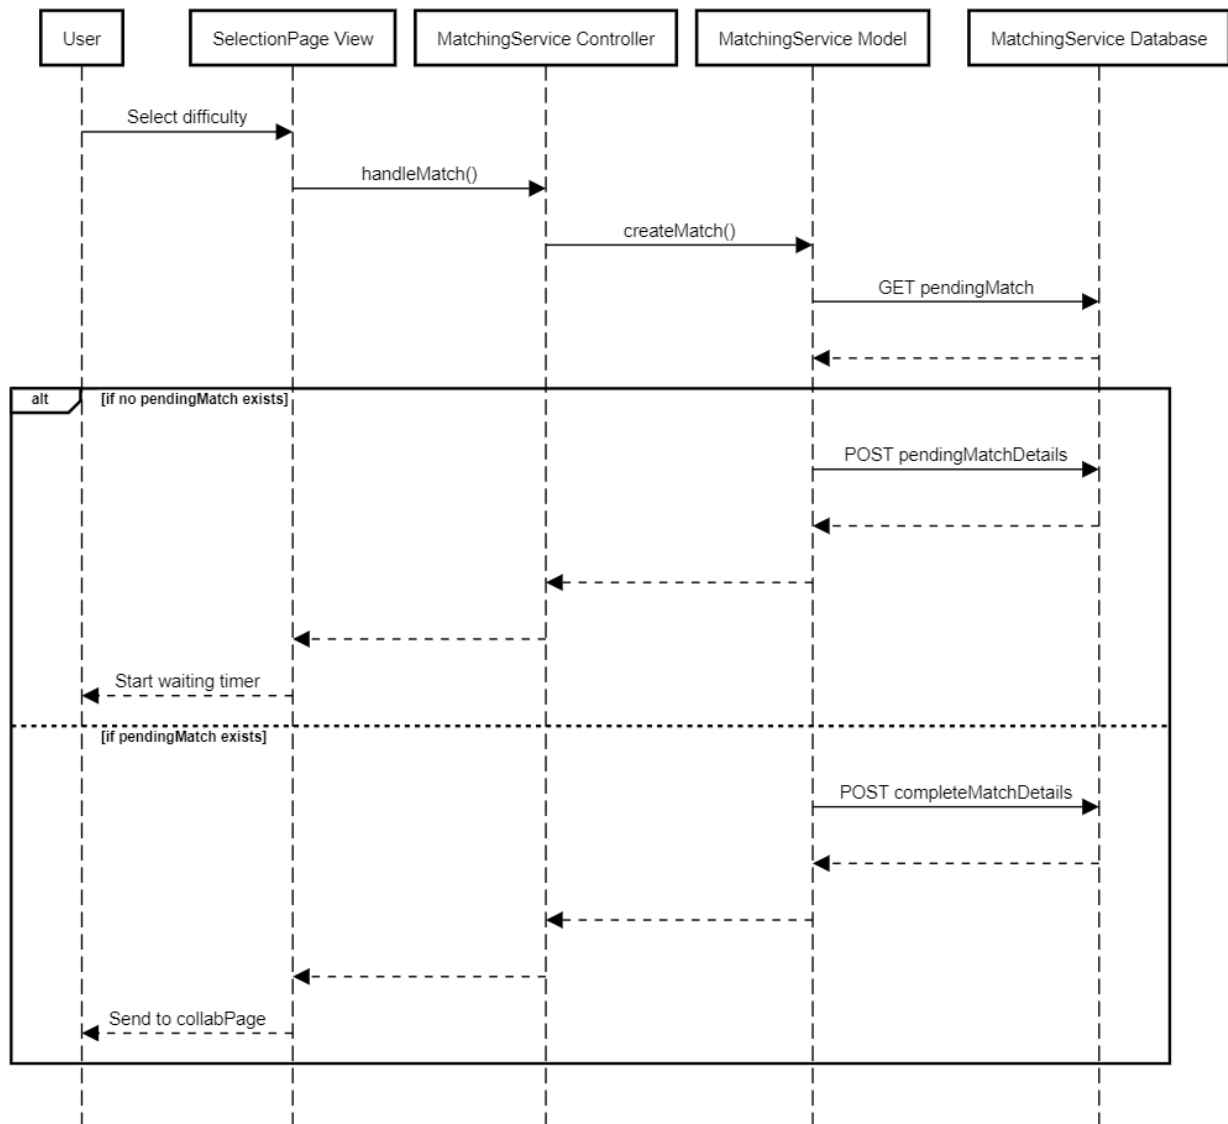 User
SelectionPage View
MatchingService Controller
MatchingService Model
MatchingService Database
Select difficulty
handleMatch()
createMatch()
GET pendingMatch
alt
[if no pendingMatch exists]
POST pendingMatchDetails
Start waiting timer
[if pendingMatch exists]
POST completeMatchDetails
Send to collabPage